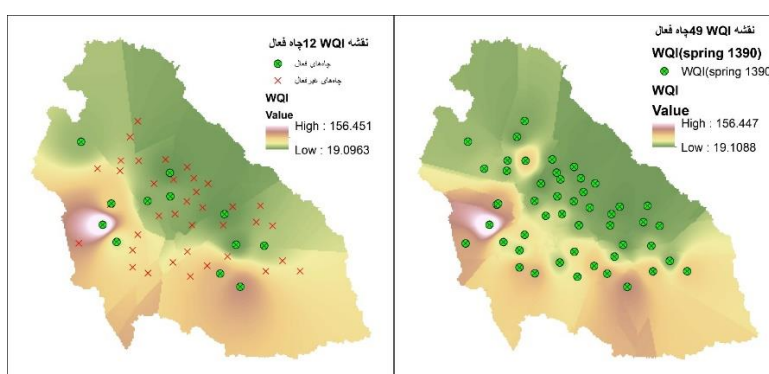 نقشه WQI 12چاه فعال
چاه‌های فعال
چاه‌های غیرفعال
WQI
Value
High : 156.451
Low : 19.0963
نقشه WQI 49چاه فعال
WQI(spring 1390)
WQI(spring 1390
WQI
Value
High : 156.447
Low : 19.1088